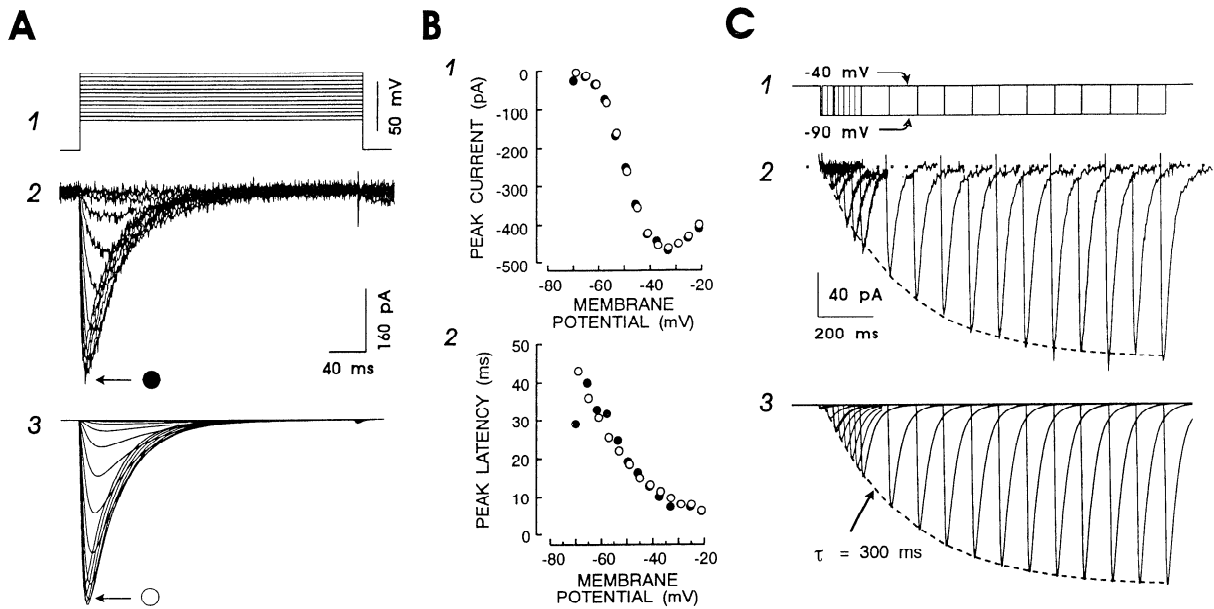 A
1
50 mV
2
160 pA
40 ms
3
B
1
PEAK CURRENT (pA)
0
-100
-200
-300
-400
-500
-80 -60 -40 -20
MEMBRANE
POTENTIAL (mV)
2
PEAK LATENCY (ms)
50
40
30
20
10
0
-80 -60 -40 -20
MEMBRANE
POTENTIAL (mV)
C
1
-40 mV
-90 mV
2
40 pA
200 ms
3
τ = 300 ms